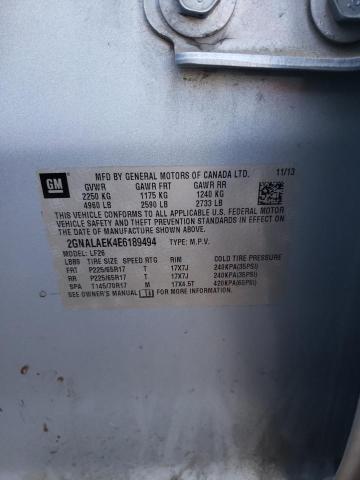 GM
MFD BY GENERAL MOTORS OF CANADA LTD. 11/13
GVWR GAWR FRT GAWR RR
2250 KG 1175 KG 1240 KG
4960 LB 2590 LB 2733 LB
THIS VEHICLE CONFORMS TO ALL APPLICABLE U.S. FEDERAL MOTOR
VEHICLE SAFETY AND THEFT PREVENTION STANDARDS IN EFFECT ON
THE DATE OF MANUFACTURE SHOWN ABOVE.
2GNALAEK4E6189494 TYPE: M.P.V.
MODEL: LF26
TIRE SIZE SPEED RTG RIM COLD TIRE PRESSURE
FRT P225/65R17 T 17X7J 240KPA(35PSI)
RR P225/65R17 T 17X7J 240KPA(35PSI)
SPA T145/70R17 M 17X4.5T 420KPA(60PSI)
SEE OWNER'S MANUAL FOR MORE INFORMATION